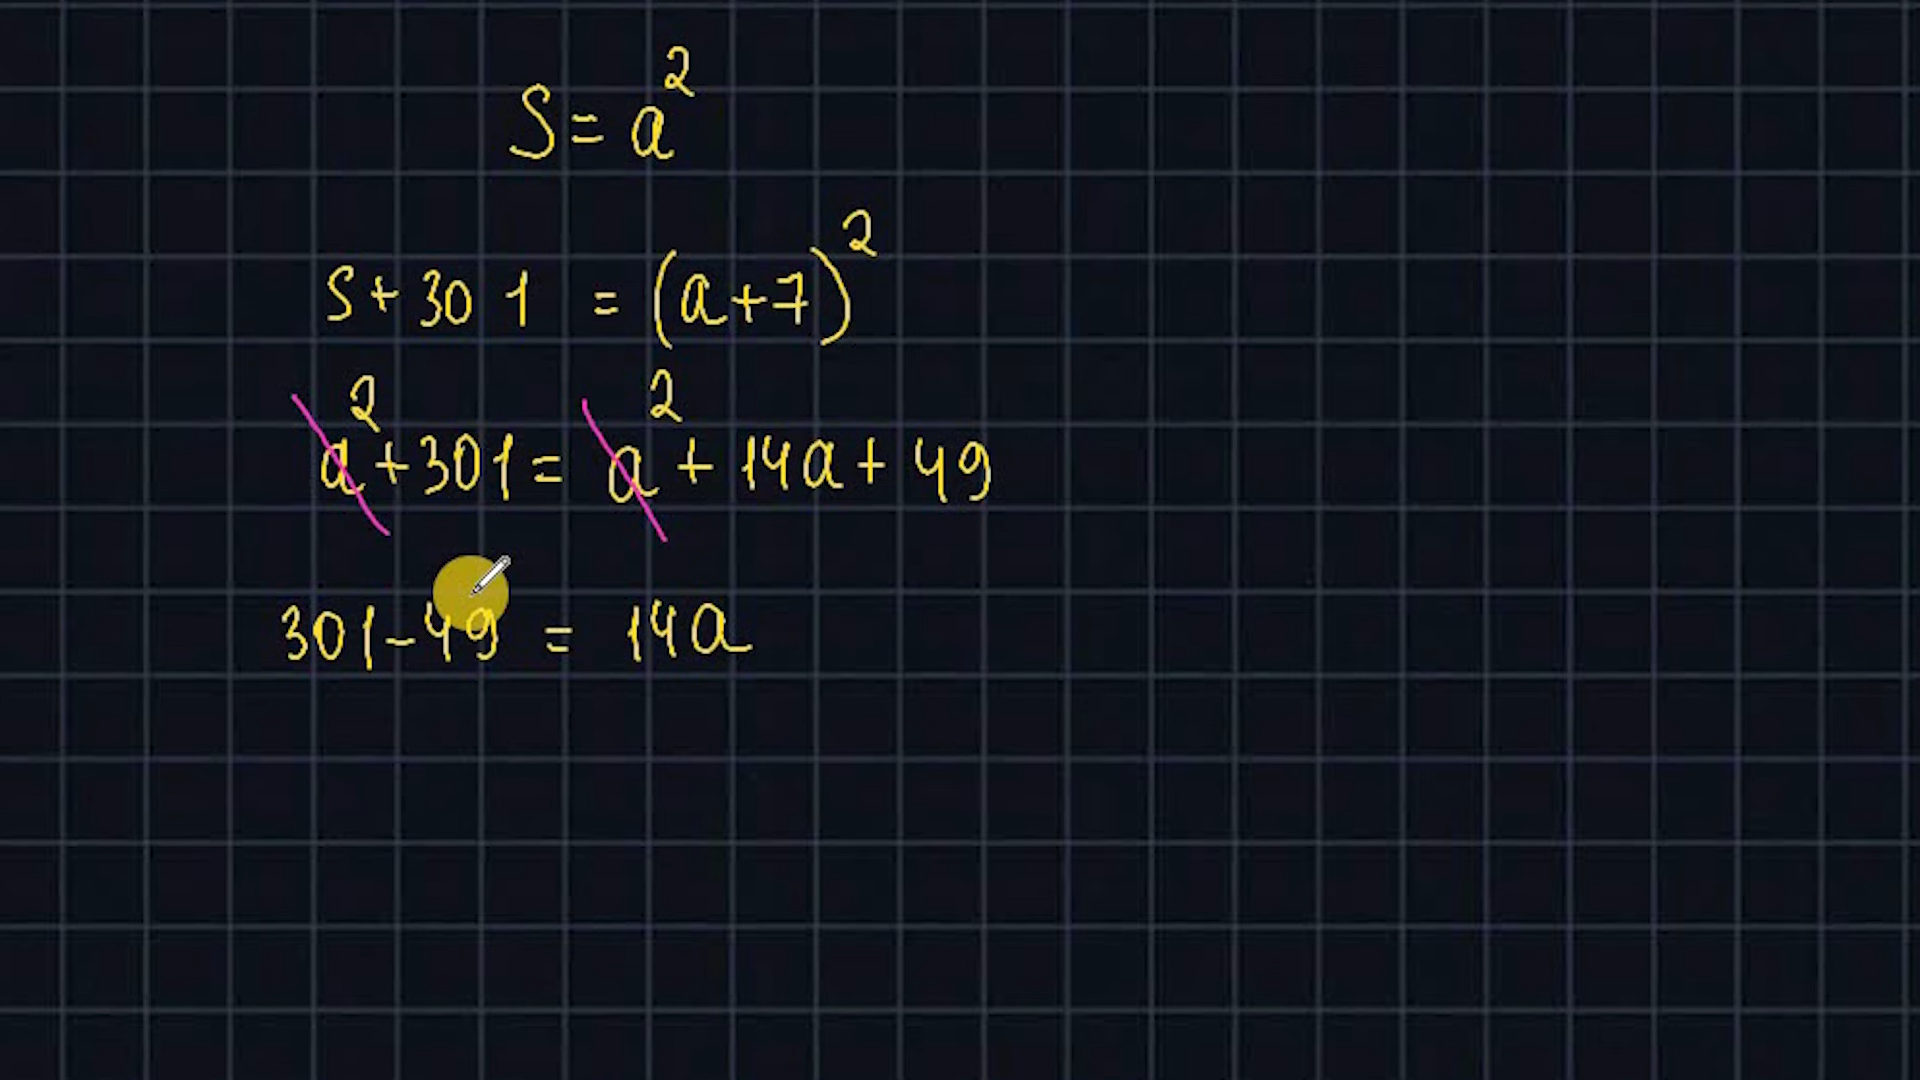 S = a²
S + 301 = (a+7)²
a² + 301 = a² + 14a + 49
301 - 49 = 14a